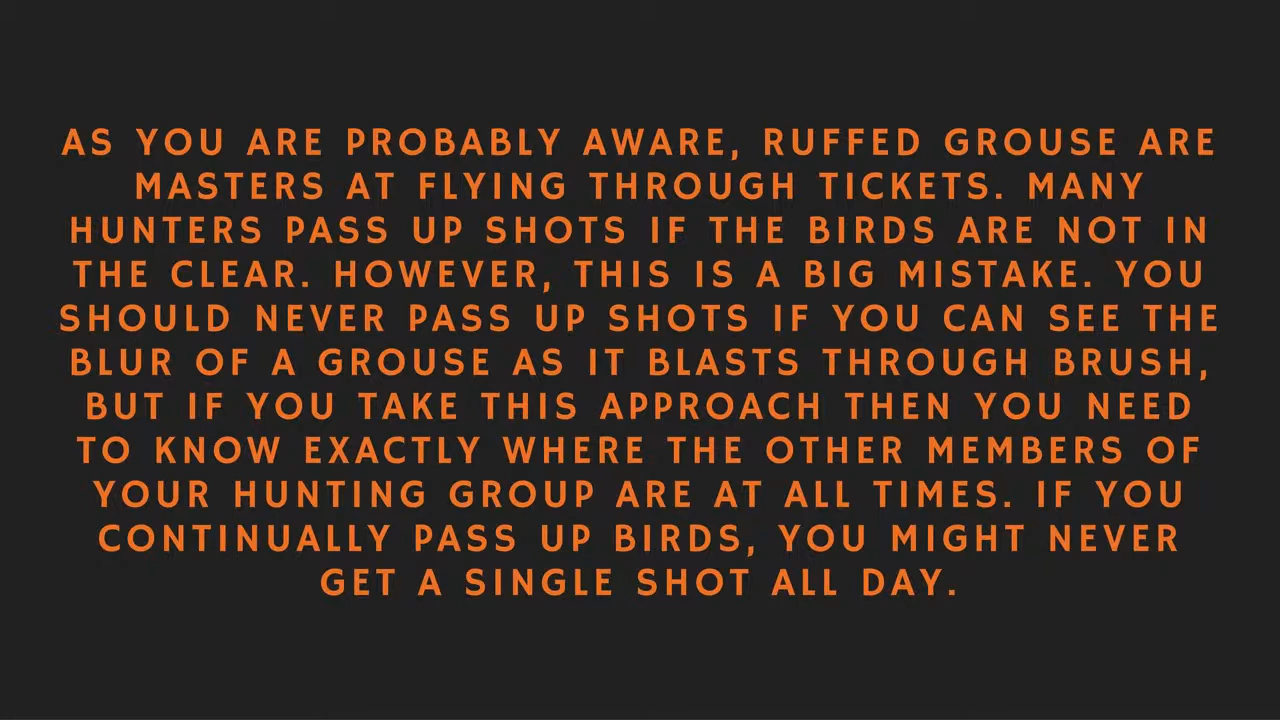 AS YOU ARE PROBABLY AWARE, RUFFED GROUSE ARE
MASTERS AT FLYING THROUGH TICKETS. MANY
HUNTERS PASS UP SHOTS IF THE BIRDS ARE NOT IN
THE CLEAR. HOWEVER, THIS IS A BIG MISTAKE. YOU
SHOULD NEVER PASS UP SHOTS IF YOU CAN SEE THE
BLUR OF A GROUSE AS IT BLASTS THROUGH BRUSH,
BUT IF YOU TAKE THIS APPROACH THEN YOU NEED
TO KNOW EXACTLY WHERE THE OTHER MEMBERS OF
YOUR HUNTING GROUP ARE AT ALL TIMES. IF YOU
CONTINUALLY PASS UP BIRDS, YOU MIGHT NEVER
GET A SINGLE SHOT ALL DAY.